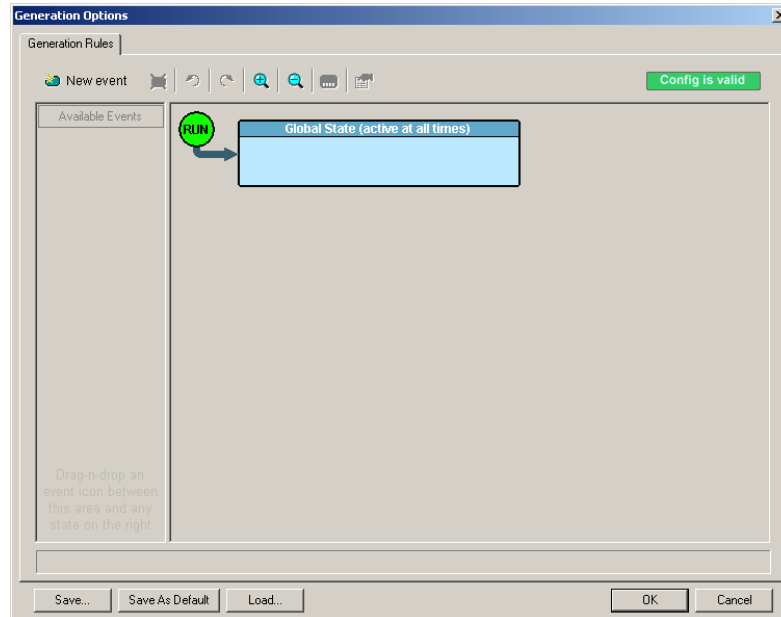 Generation Options
Generation Rules
New event
Config is valid
Available Events
RUN
Global State (active at all times)
Drag-n-drop an
event icon between
this area and any
state on the right
Save...
Save As Default
Load...
OK
Cancel